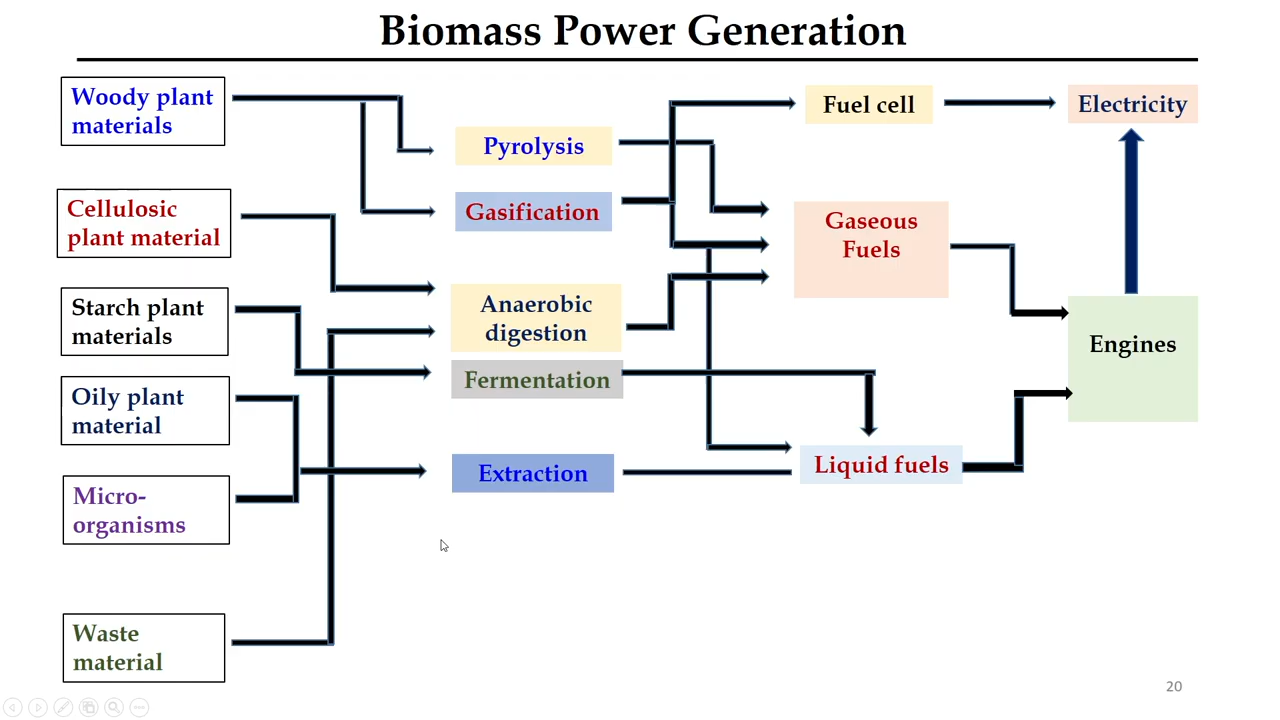 Biomass Power Generation
Woody plant
materials
Cellulosic
plant material
Starch plant
materials
Oily plant
material
Micro-
organisms
Waste
material
Pyrolysis
Gasification
Anaerobic
digestion
Fermentation
Extraction
Fuel cell
Gaseous
Fuels
Liquid fuels
Electricity
Engines
20